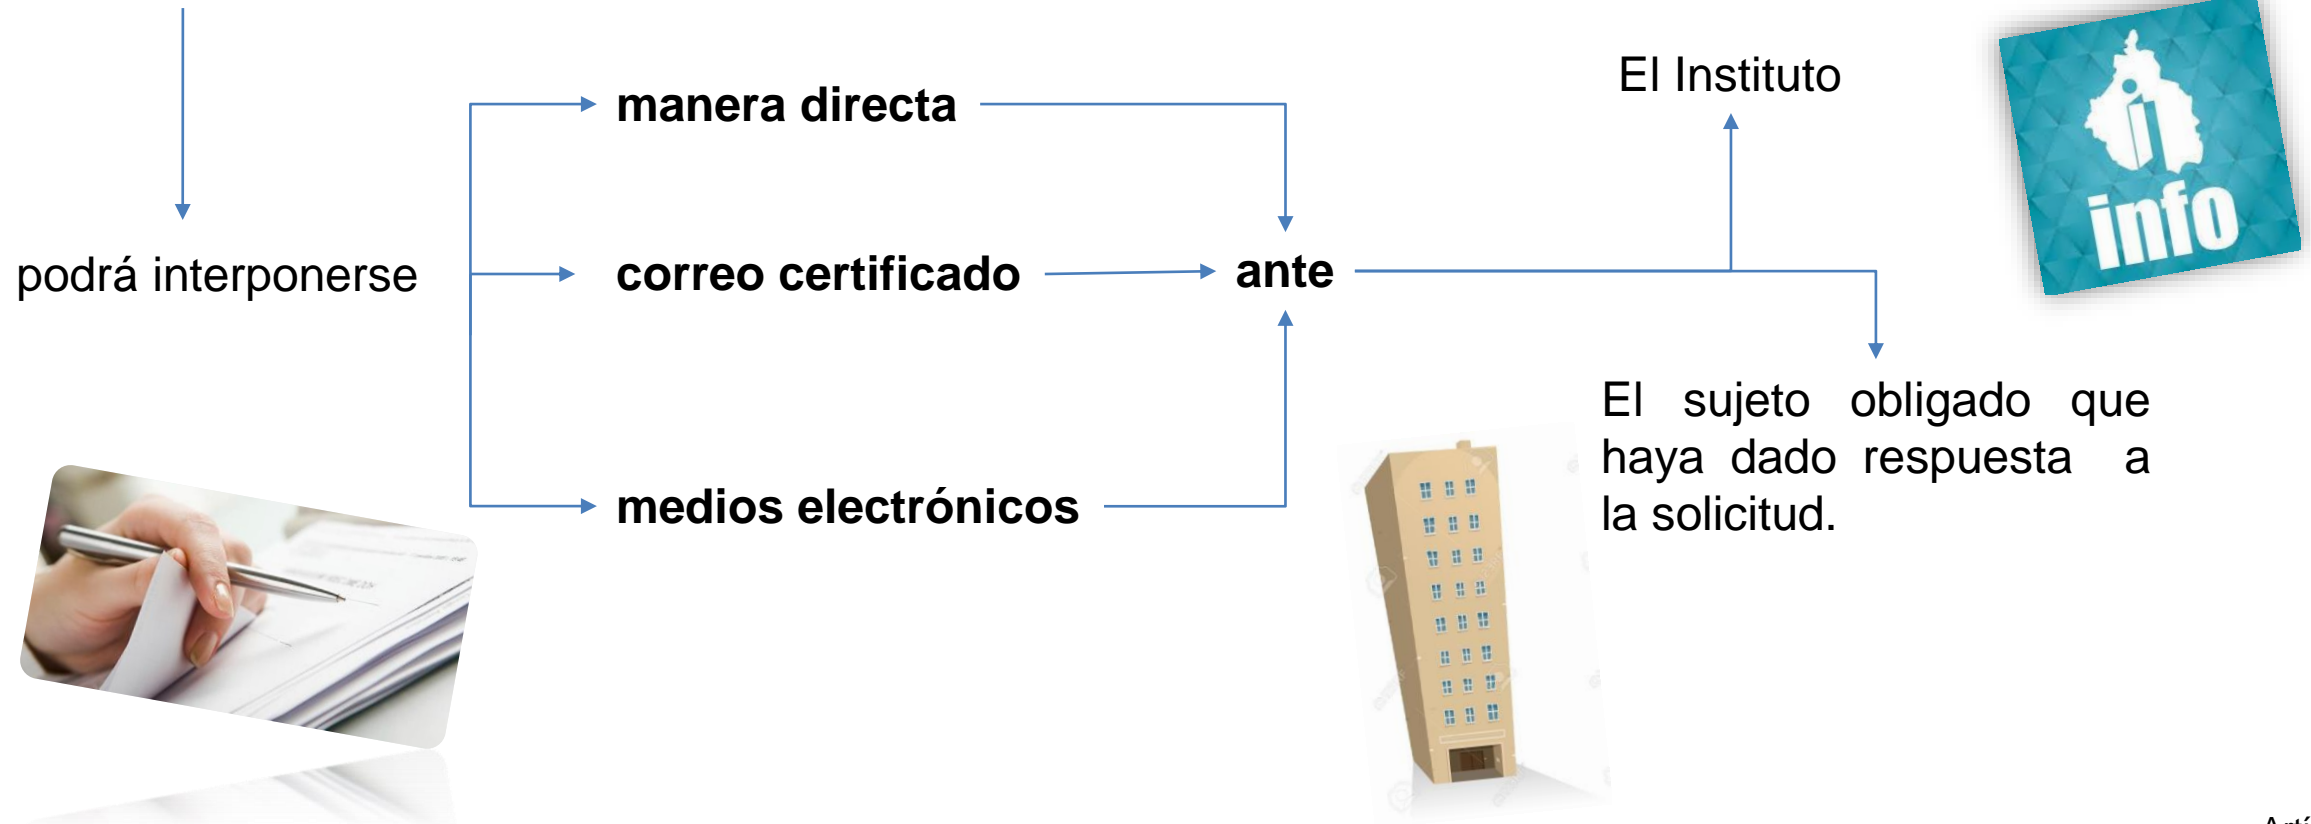 podrá interponerse
manera directa
correo certificado
medios electrónicos
ante
El Instituto
info
El sujeto obligado que
haya dado respuesta a
la solicitud.